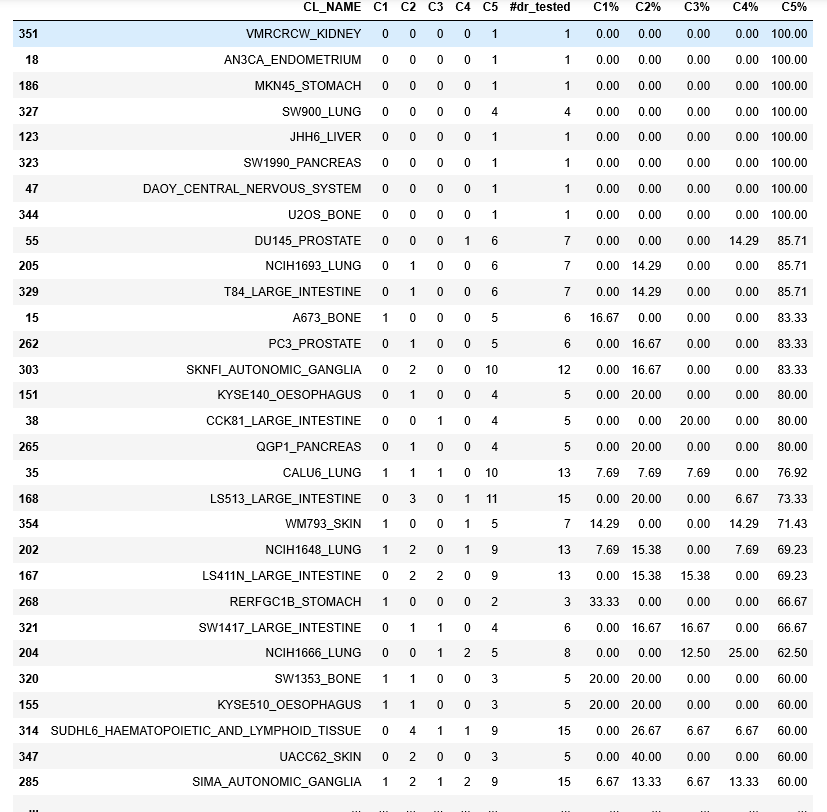 CL_NAME C1 C2 C3 C4 C5 #dr_tested C1% C2% C3% C4% C5%
351 VMRCRCW_KIDNEY 0 0 0 0 1 1 0.00 0.00 0.00 0.00 100.00
18 AN3CA_ENDOMETRIUM 0 0 0 0 1 1 0.00 0.00 0.00 0.00 100.00
186 MKN45_STOMACH 0 0 0 0 1 1 0.00 0.00 0.00 0.00 100.00
327 SW900_LUNG 0 0 0 0 4 4 0.00 0.00 0.00 0.00 100.00
123 JHH6_LIVER 0 0 0 0 1 1 0.00 0.00 0.00 0.00 100.00
323 SW1990_PANCREAS 0 0 0 0 1 1 0.00 0.00 0.00 0.00 100.00
47 DAOY_CENTRAL_NERVOUS_SYSTEM 0 0 0 0 1 1 0.00 0.00 0.00 0.00 100.00
344 U2OS_BONE 0 0 0 0 1 1 0.00 0.00 0.00 0.00 100.00
55 DU145_PROSTATE 0 0 0 1 6 7 0.00 0.00 0.00 14.29 85.71
205 NCIH1693_LUNG 0 1 0 0 6 7 0.00 14.29 0.00 0.00 85.71
329 T84_LARGE_INTESTINE 0 1 0 0 6 7 0.00 14.29 0.00 0.00 85.71
15 A673_BONE 1 0 0 0 5 6 16.67 0.00 0.00 0.00 83.33
262 PC3_PROSTATE 0 1 0 0 5 6 0.00 16.67 0.00 0.00 83.33
303 SKNFI_AUTONOMIC_GANGLIA 0 2 0 0 10 12 0.00 16.67 0.00 0.00 83.33
151 KYSE140_OESOPHAGUS 0 1 0 0 4 5 0.00 20.00 0.00 0.00 80.00
38 CCK81_LARGE_INTESTINE 0 0 1 0 4 5 0.00 0.00 20.00 0.00 80.00
265 QGP1_PANCREAS 0 1 0 0 4 5 0.00 20.00 0.00 0.00 80.00
35 CALU6_LUNG 1 1 1 0 10 13 7.69 7.69 7.69 0.00 76.92
168 LS513_LARGE_INTESTINE 0 3 0 1 11 15 0.00 20.00 0.00 6.67 73.33
354 WM793_SKIN 1 0 0 1 5 7 14.29 0.00 0.00 14.29 71.43
202 NCIH1648_LUNG 1 2 0 1 9 13 7.69 15.38 0.00 7.69 69.23
167 LS411N_LARGE_INTESTINE 0 2 2 0 9 13 0.00 15.38 15.38 0.00 69.23
268 RERFGC1B_STOMACH 1 0 0 0 2 3 33.33 0.00 0.00 0.00 66.67
321 SW1417_LARGE_INTESTINE 0 1 1 0 4 6 0.00 16.67 16.67 0.00 66.67
204 NCIH1666_LUNG 0 0 1 2 5 8 0.00 0.00 12.50 25.00 62.50
320 SW1353_BONE 1 1 0 0 3 5 20.00 20.00 0.00 0.00 60.00
155 KYSE510_OESOPHAGUS 1 1 0 0 3 5 20.00 20.00 0.00 0.00 60.00
314 SUDHL6_HAEMATOPOIETIC_AND_LYMPHOID_TISSUE 0 4 1 1 9 15 0.00 26.67 6.67 6.67 60.00
347 UACC62_SKIN 0 2 0 0 3 5 0.00 40.00 0.00 0.00 60.00
285 SIMA_AUTONOMIC_GANGLIA 1 2 1 2 9 15 6.67 13.33 6.67 13.33 60.00
... ... ... ... ... ... ... ... ... ... ... ... ...